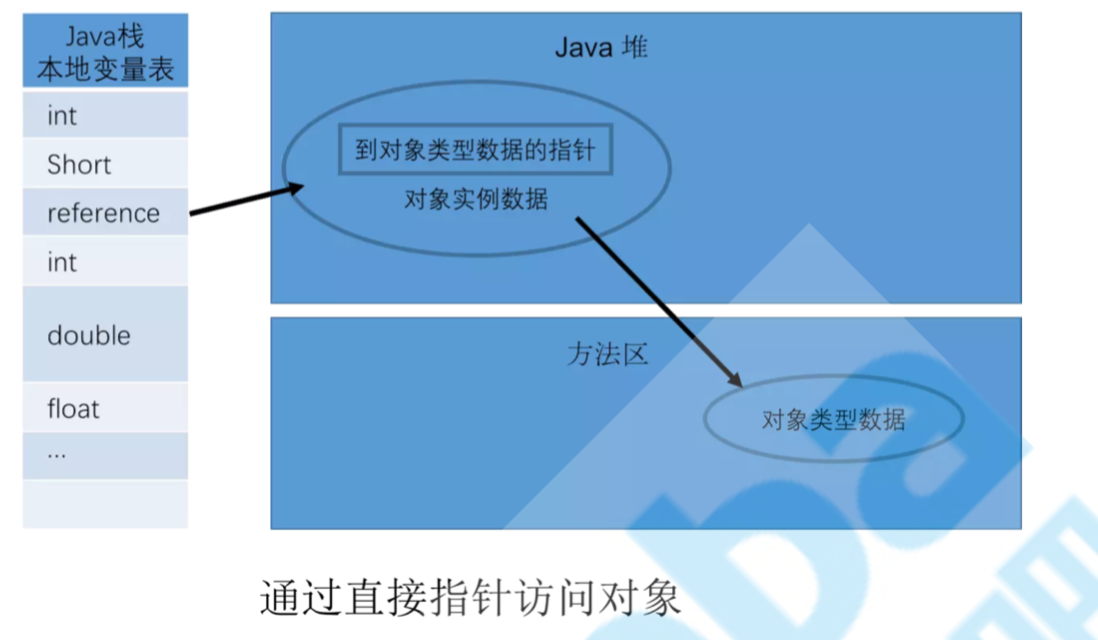 Java栈
本地变量表
int
Short
reference
int
double
float
...
Java 堆
到对象类型数据的指针
对象实例数据
方法区
对象类型数据
通过直接指针访问对象